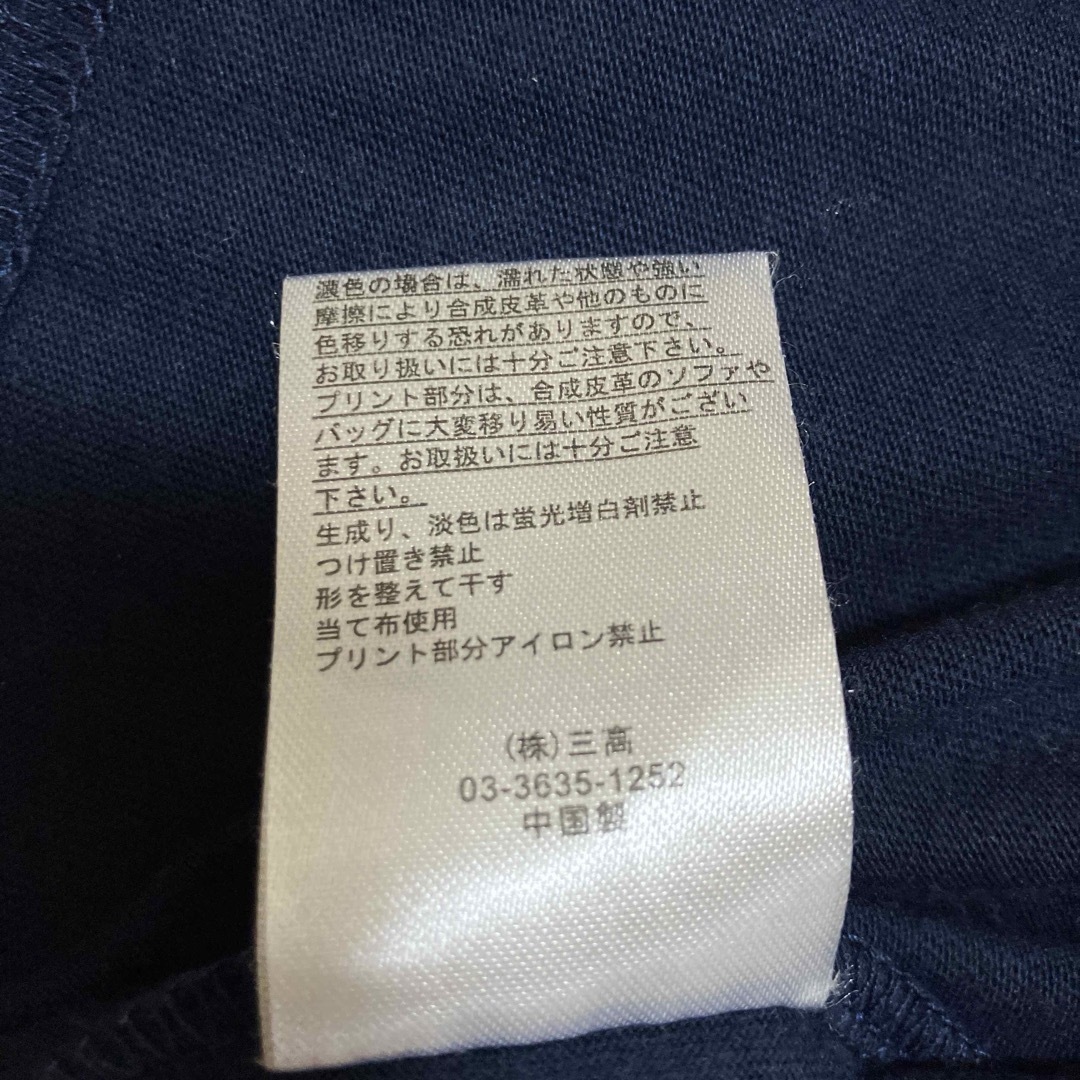 濃色の場合は、濡れた状態や強い
摩擦により合成皮革や他のものに
色移りする恐れがありますので、
お取り扱いには十分ご注意下さい。
プリント部分は、合成皮革のソファや
バッグに大変移り易い性質がござい
ます。お取扱いには十分ご注意
下さい。
生成り、淡色は蛍光増白剤禁止
つけ置き禁止
形を整えて干す
当て布使用
プリント部分アイロン禁止
(株)三高
03-3635-1252
中国製